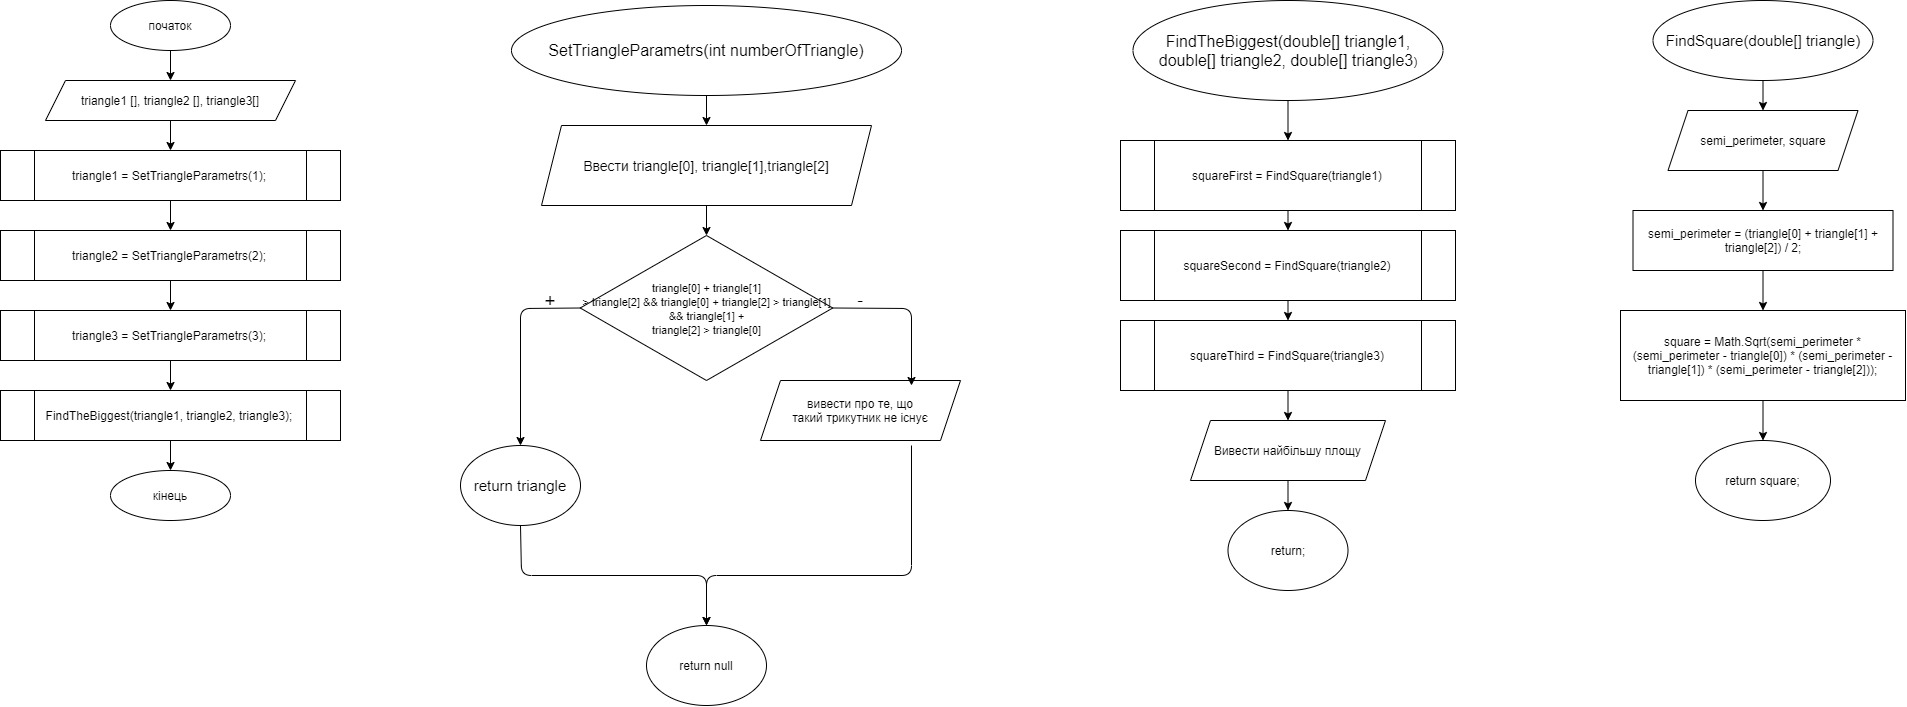 початок
triangle1 [], triangle2 [], triangle3[]
triangle1 = SetTriangleParametrs(1);
triangle2 = SetTriangleParametrs(2);
triangle3 = SetTriangleParametrs(3);
FindTheBiggest(triangle1, triangle2, triangle3);
кінець
SetTriangleParametrs(int numberOfTriangle)
Ввести triangle[0], triangle[1],triangle[2]
triangle[0] + triangle[1]
> triangle[2] && triangle[0] + triangle[2] > triangle[1]
&& triangle[1] +
triangle[2] > triangle[0]
+
-
вивести про те, що
такий трикутник не існує
return triangle
return null
FindTheBiggest(double[] triangle1,
double[] triangle2, double[] triangle3)
squareFirst = FindSquare(triangle1)
squareSecond = FindSquare(triangle2)
squareThird = FindSquare(triangle3)
Вивести найбільшу площу
return;
FindSquare(double[] triangle)
semi_perimeter, square
semi_perimeter = (triangle[0] + triangle[1] +
triangle[2]) / 2;
square = Math.Sqrt(semi_perimeter *
(semi_perimeter - triangle[0]) * (semi_perimeter -
triangle[1]) * (semi_perimeter - triangle[2]));
return square;